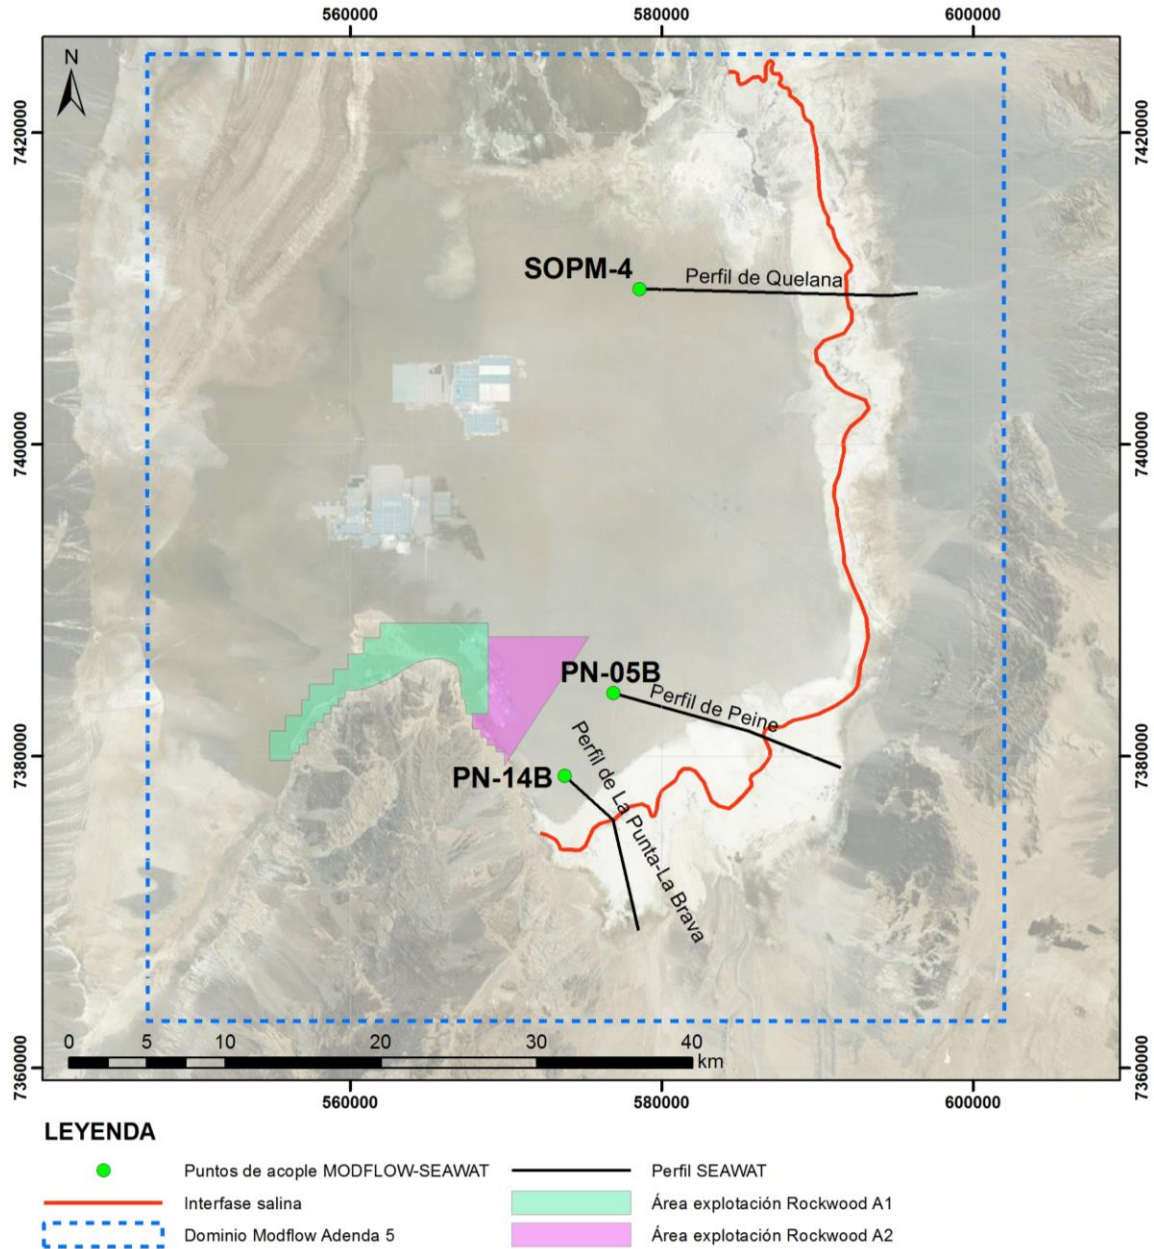 560000 580000 600000
N
7420000 7420000
SOPM-4
Perfil de Quelana
7400000 7400000
PN-05B
Perfil de Peine
7380000 7380000
PN-14B
Perfil de La Punta-La Brava
0 5 10 20 30 40
km
7360000 7360000
560000 580000 600000
LEYENDA
Puntos de acople MODFLOW-SEAWAT Perfil SEAWAT
Interfase salina Área explotación Rockwood A1
Dominio Modflow Adenda 5 Área explotación Rockwood A2